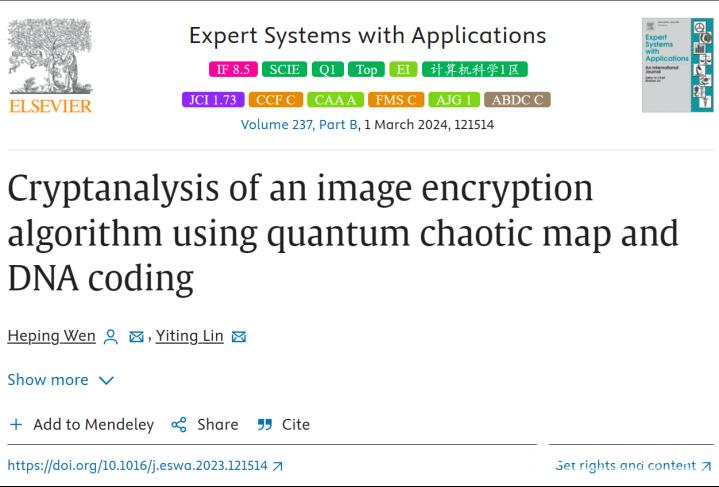 Expert Systems with Applications
IF 8.5 SCIE Q1 Top EI 计算机科学1区
JCI 1.73 CCF C CAA A FMS C AJG 1 ABDC C
ELSEVIER
Volume 237, Part B, 1 March 2024, 121514
Expert
Systems
with
Applications
An International
Journal
Cryptanalysis of an image encryption
algorithm using quantum chaotic map and
DNA coding
Heping Wen , Yiting Lin
Show more
Add to Mendeley Share Cite
https://doi.org/10.1016/j.eswa.2023.121514
Get rights and content